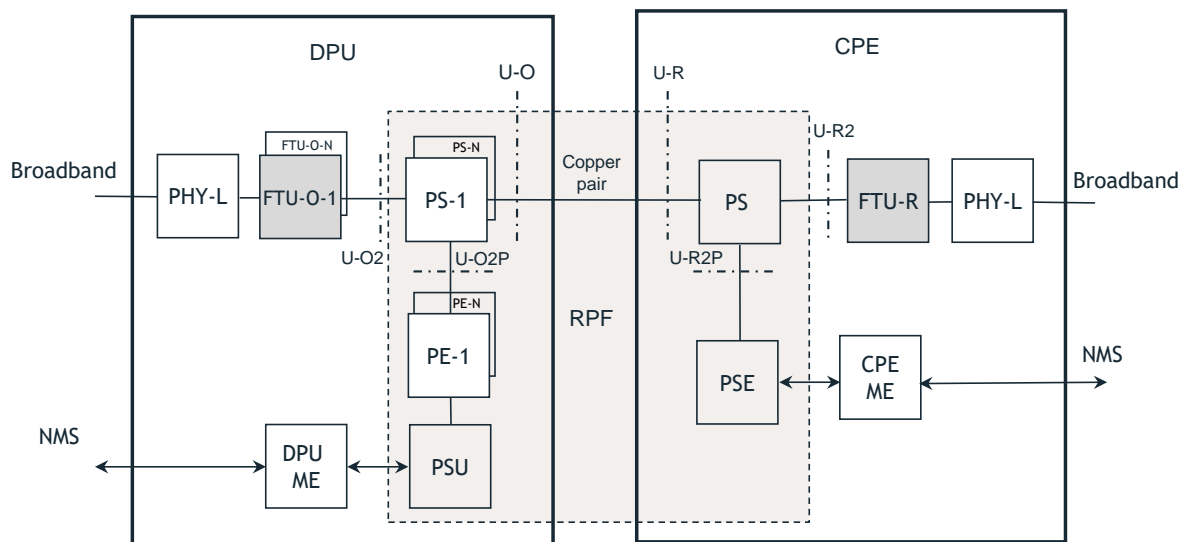 DPU
CPE
U-O
U-R
U-R2
FTU-O-N
PS-N
Copper
pair
Broadband
PHY-L
FTU-O-1
PS-1
PS
FTU-R
PHY-L
Broadband
U-O2
U-O2P
U-R2P
PE-N
RPF
PE-1
PSE
CPE
ME
NMS
NMS
DPU
ME
PSU